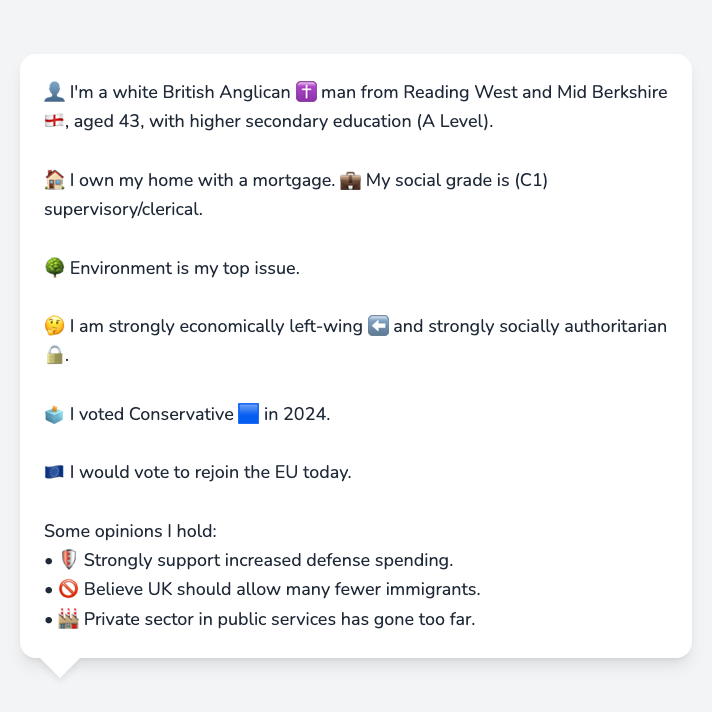 👤 I'm a white British Anglican ✝️ man from Reading West and Mid Berkshire
🏴󠁧󠁢󠁥󠁮󠁧󠁿, aged 43, with higher secondary education (A Level).
🏠 I own my home with a mortgage. 💼 My social grade is (C1)
supervisory/clerical.
🌳 Environment is my top issue.
🤔 I am strongly economically left-wing ⬅️ and strongly socially authoritarian
🔒.
🗳️ I voted Conservative 🟦 in 2024.
🇪🇺 I would vote to rejoin the EU today.
Some opinions I hold:
• 🛡️ Strongly support increased defense spending.
• 🚫 Believe UK should allow many fewer immigrants.
• 🏭 Private sector in public services has gone too far.